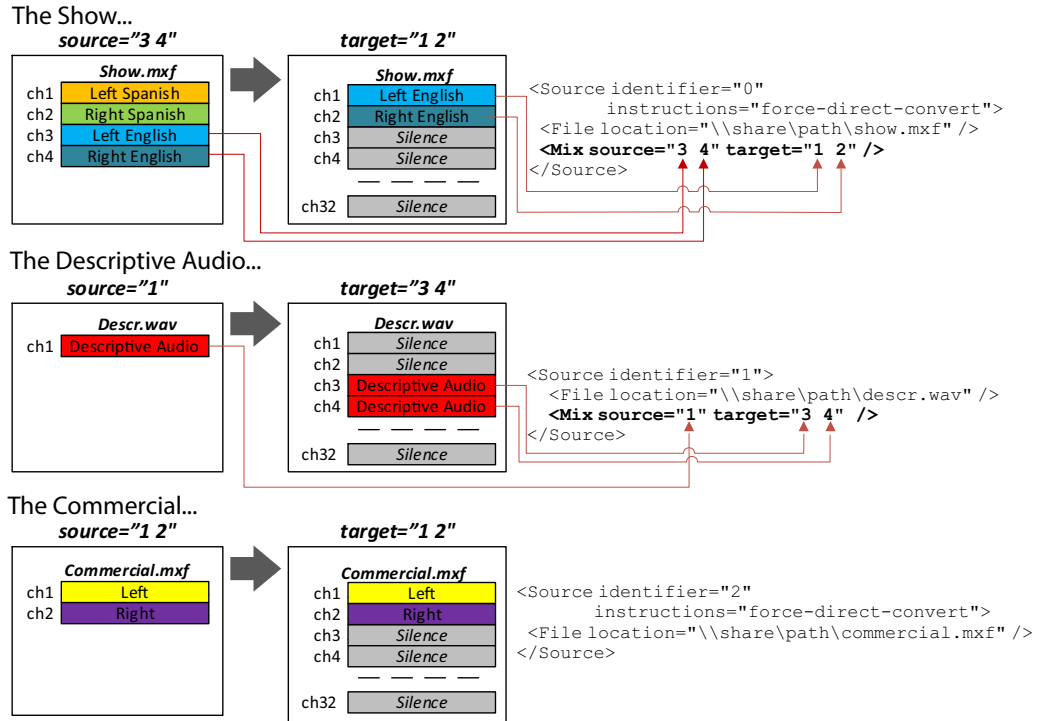 The Show...
source=”3 4"
target=”1 2"
Show.mxf
ch1 Left Spanish
ch2 Right Spanish
ch3 Left English
ch4 Right English
Show.mxf
ch1 Left English
ch2 Right English
ch3 Silence
ch4 Silence
ch32 Silence
<Source identifier="0"
instructions="force-direct-convert">
<File location="\\share\path\show.mxf" />
<Mix source="3 4" target="1 2" />
</Source>
The Descriptive Audio...
source=”1"
target=”3 4"
Descr.wav
ch1 Descriptive Audio
Descr.wav
ch1 Silence
ch2 Silence
ch3 Descriptive Audio
ch4 Descriptive Audio
ch32 Silence
<Source identifier="1">
<File location="\\share\path\descr.wav" />
<Mix source="1" target="3 4" />
</Source>
The Commercial...
source=”1 2"
target=”1 2"
Commercial.mxf
ch1 Left
ch2 Right
Commercial.mxf
ch1 Left
ch2 Right
ch3 Silence
ch4 Silence
ch32 Silence
<Source identifier="2"
instructions="force-direct-convert">
<File location="\\share\path\commercial.mxf" />
</Source>